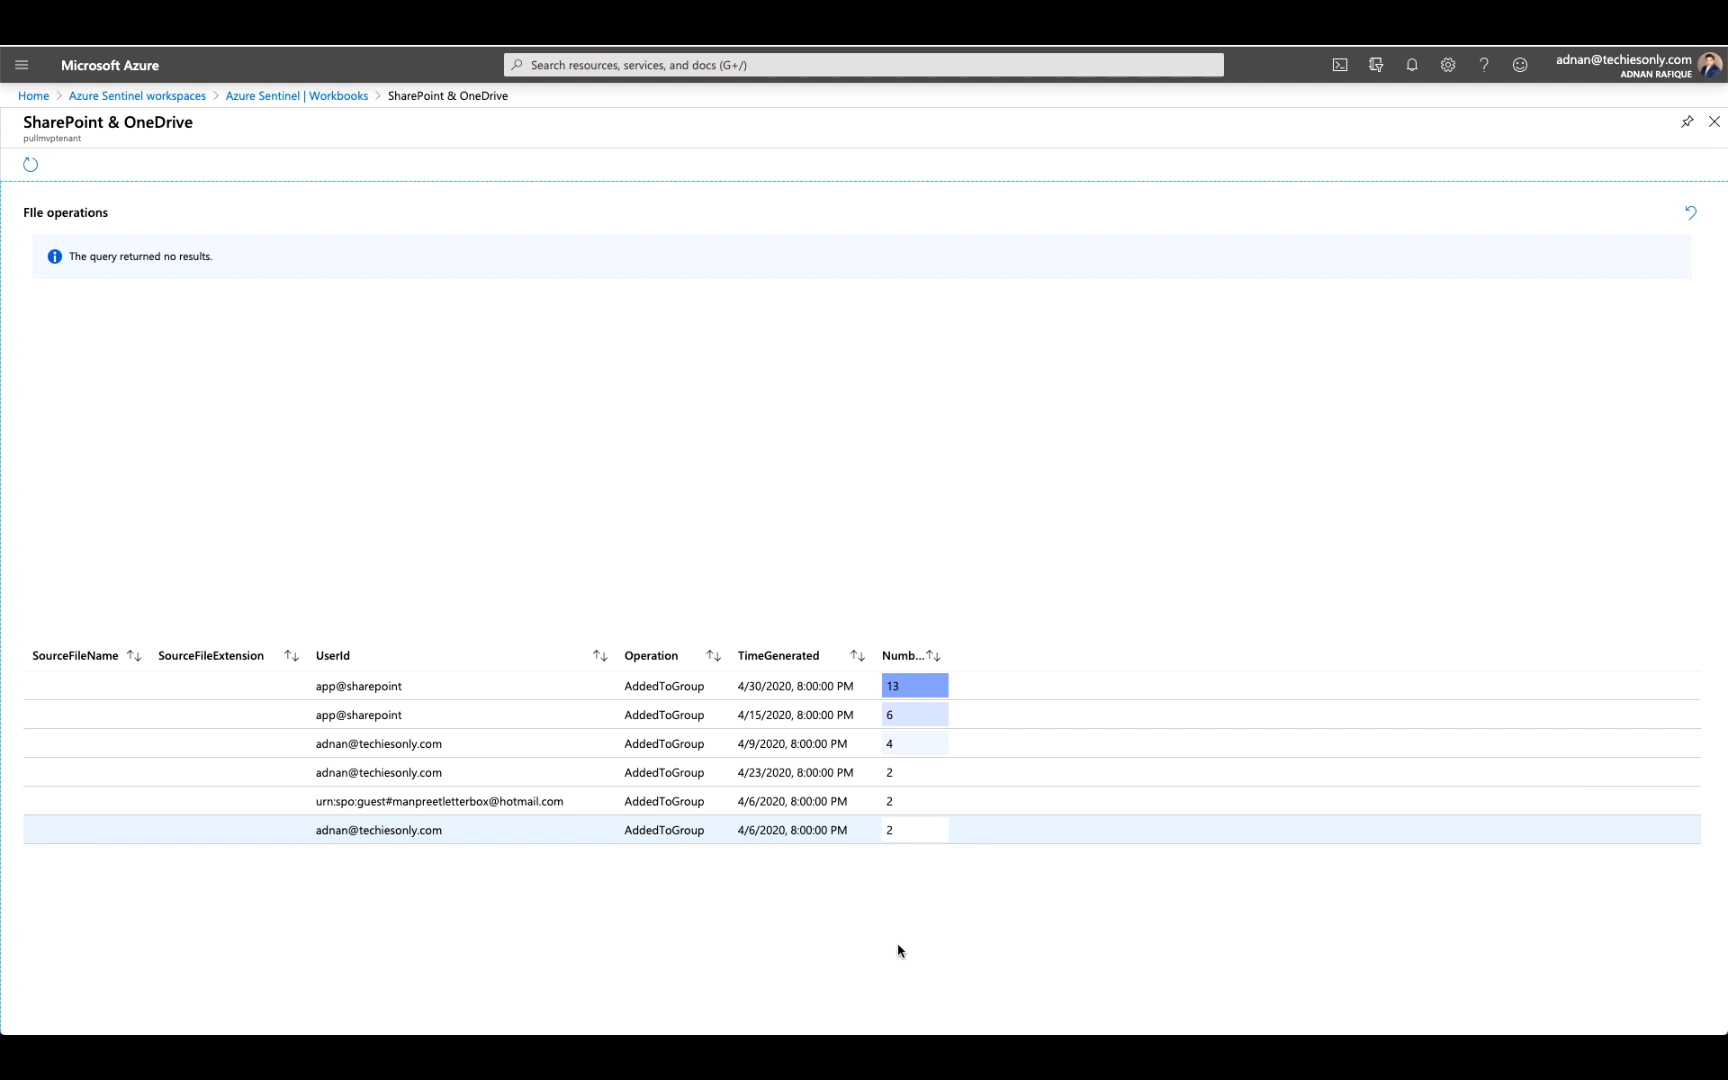 Microsoft Azure
Search resources, services, and docs (G+/)
adnan@techiesonly.com
ADNAN RAFIQUE
Home > Azure Sentinel workspaces > Azure Sentinel | Workbooks > SharePoint & OneDrive
SharePoint & OneDrive
pullmvptenant
FIle operations
The query returned no results.
SourceFileName SourceFileExtension UserId Operation TimeGenerated Numb...
app@sharepoint AddedToGroup 4/30/2020, 8:00:00 PM 13
app@sharepoint AddedToGroup 4/15/2020, 8:00:00 PM 6
adnan@techiesonly.com AddedToGroup 4/9/2020, 8:00:00 PM 4
adnan@techiesonly.com AddedToGroup 4/23/2020, 8:00:00 PM 2
urn:spo:guest#manpreetletterbox@hotmail.com AddedToGroup 4/6/2020, 8:00:00 PM 2
adnan@techiesonly.com AddedToGroup 4/6/2020, 8:00:00 PM 2